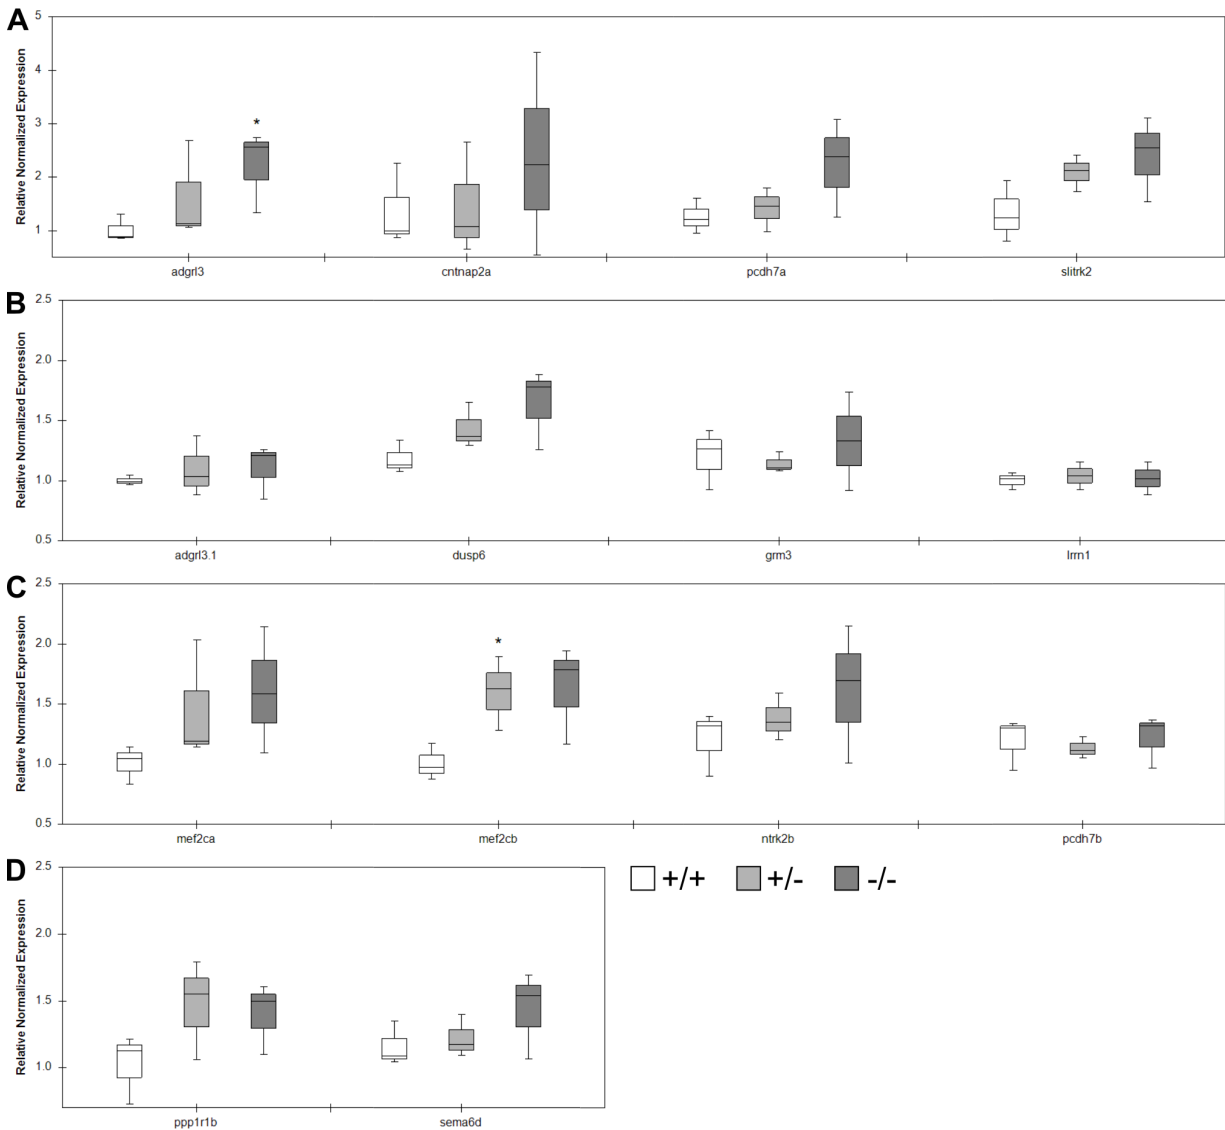 A
Relative Normalized Expression
5
4
3
2
1
*
adgrl3 cntnap2a pcdh7a slitrk2
B
Relative Normalized Expression
2.5
2.0
1.5
1.0
0.5
adgrl3.1 dusp6 grm3 lrrn1
C
Relative Normalized Expression
2.5
2.0
1.5
1.0
0.5
*
mef2ca mef2cb ntrk2b pcdh7b
D
Relative Normalized Expression
2.5
2.0
1.5
1.0
ppp1r1b sema6d
+/+ +/- -/-